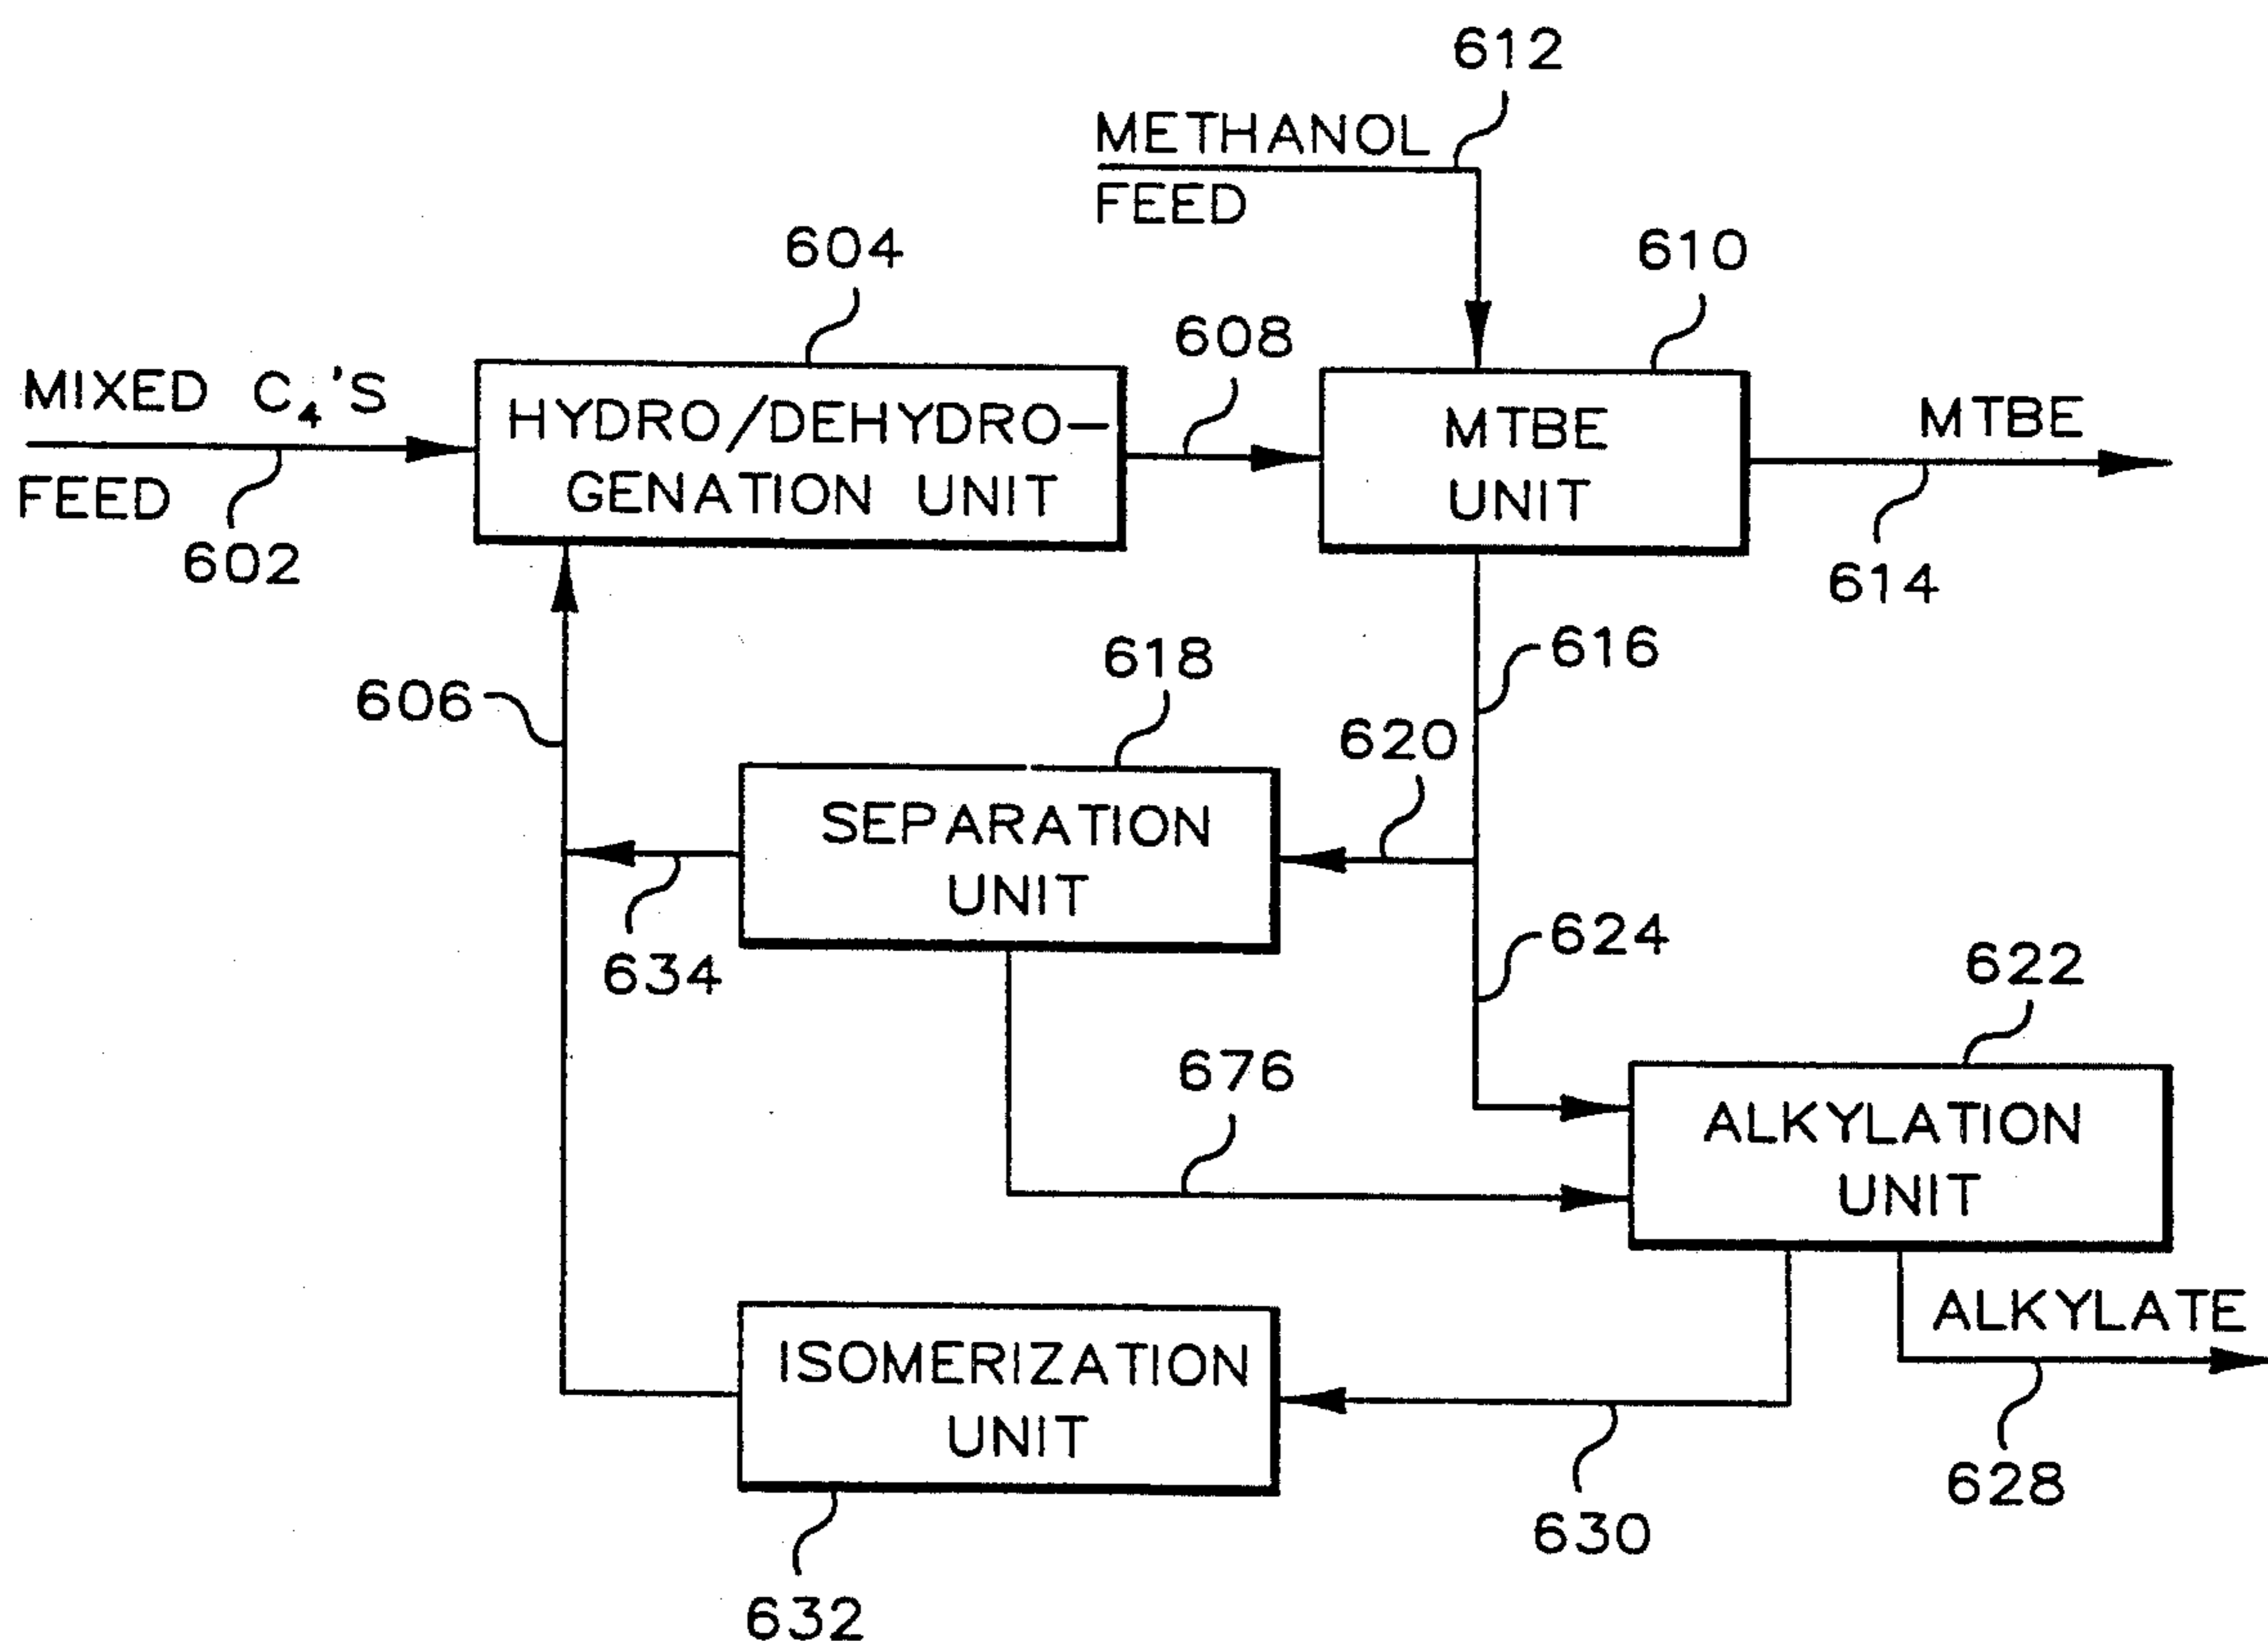 612
METHANOL
FEED
604
610
608
MIXED C₄'S
FEED
602
HYDRO/DEHYDRO-
GENATION UNIT
MTBE
UNIT
MTBE
614
616
618
606
620
SEPARATION
UNIT
634
624
622
676
ALKYLATION
UNIT
ALKYLATE
628
ISOMERIZATION
UNIT
630
632